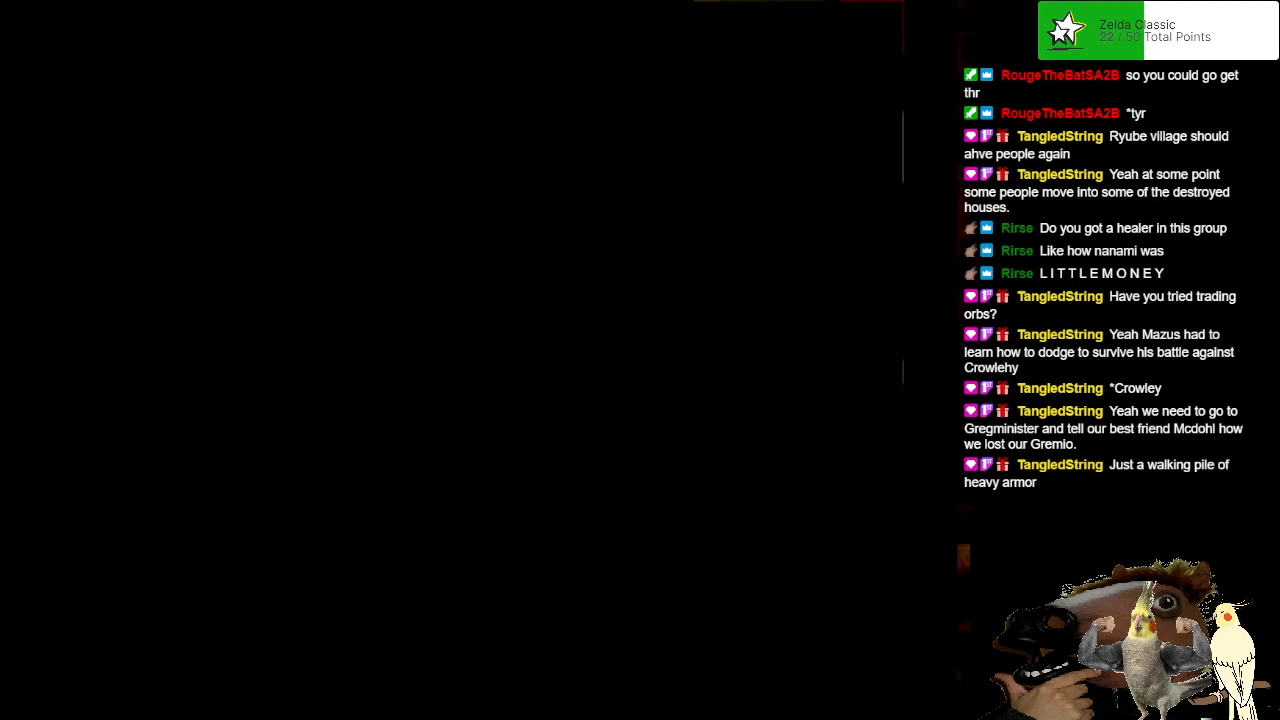 Zelda Classic
22 / 50 Total Points
RougeTheBatSA2B so you could go get
thr
RougeTheBatSA2B *tyr
TangledString Ryube village should
ahve people again
TangledString Yeah at some point
some people move into some of the destroyed
houses.
Rirse Do you got a healer in this group
Rirse Like how nanami was
Rirse L I T T L E M O N E Y
TangledString Have you tried trading
orbs?
TangledString Yeah Mazus had to
learn how to dodge to survive his battle against
Crowlehy
TangledString *Crowley
TangledString Yeah we need to go to
Gregminister and tell our best friend Mcdohl how
we lost our Gremio.
TangledString Just a walking pile of
heavy armor